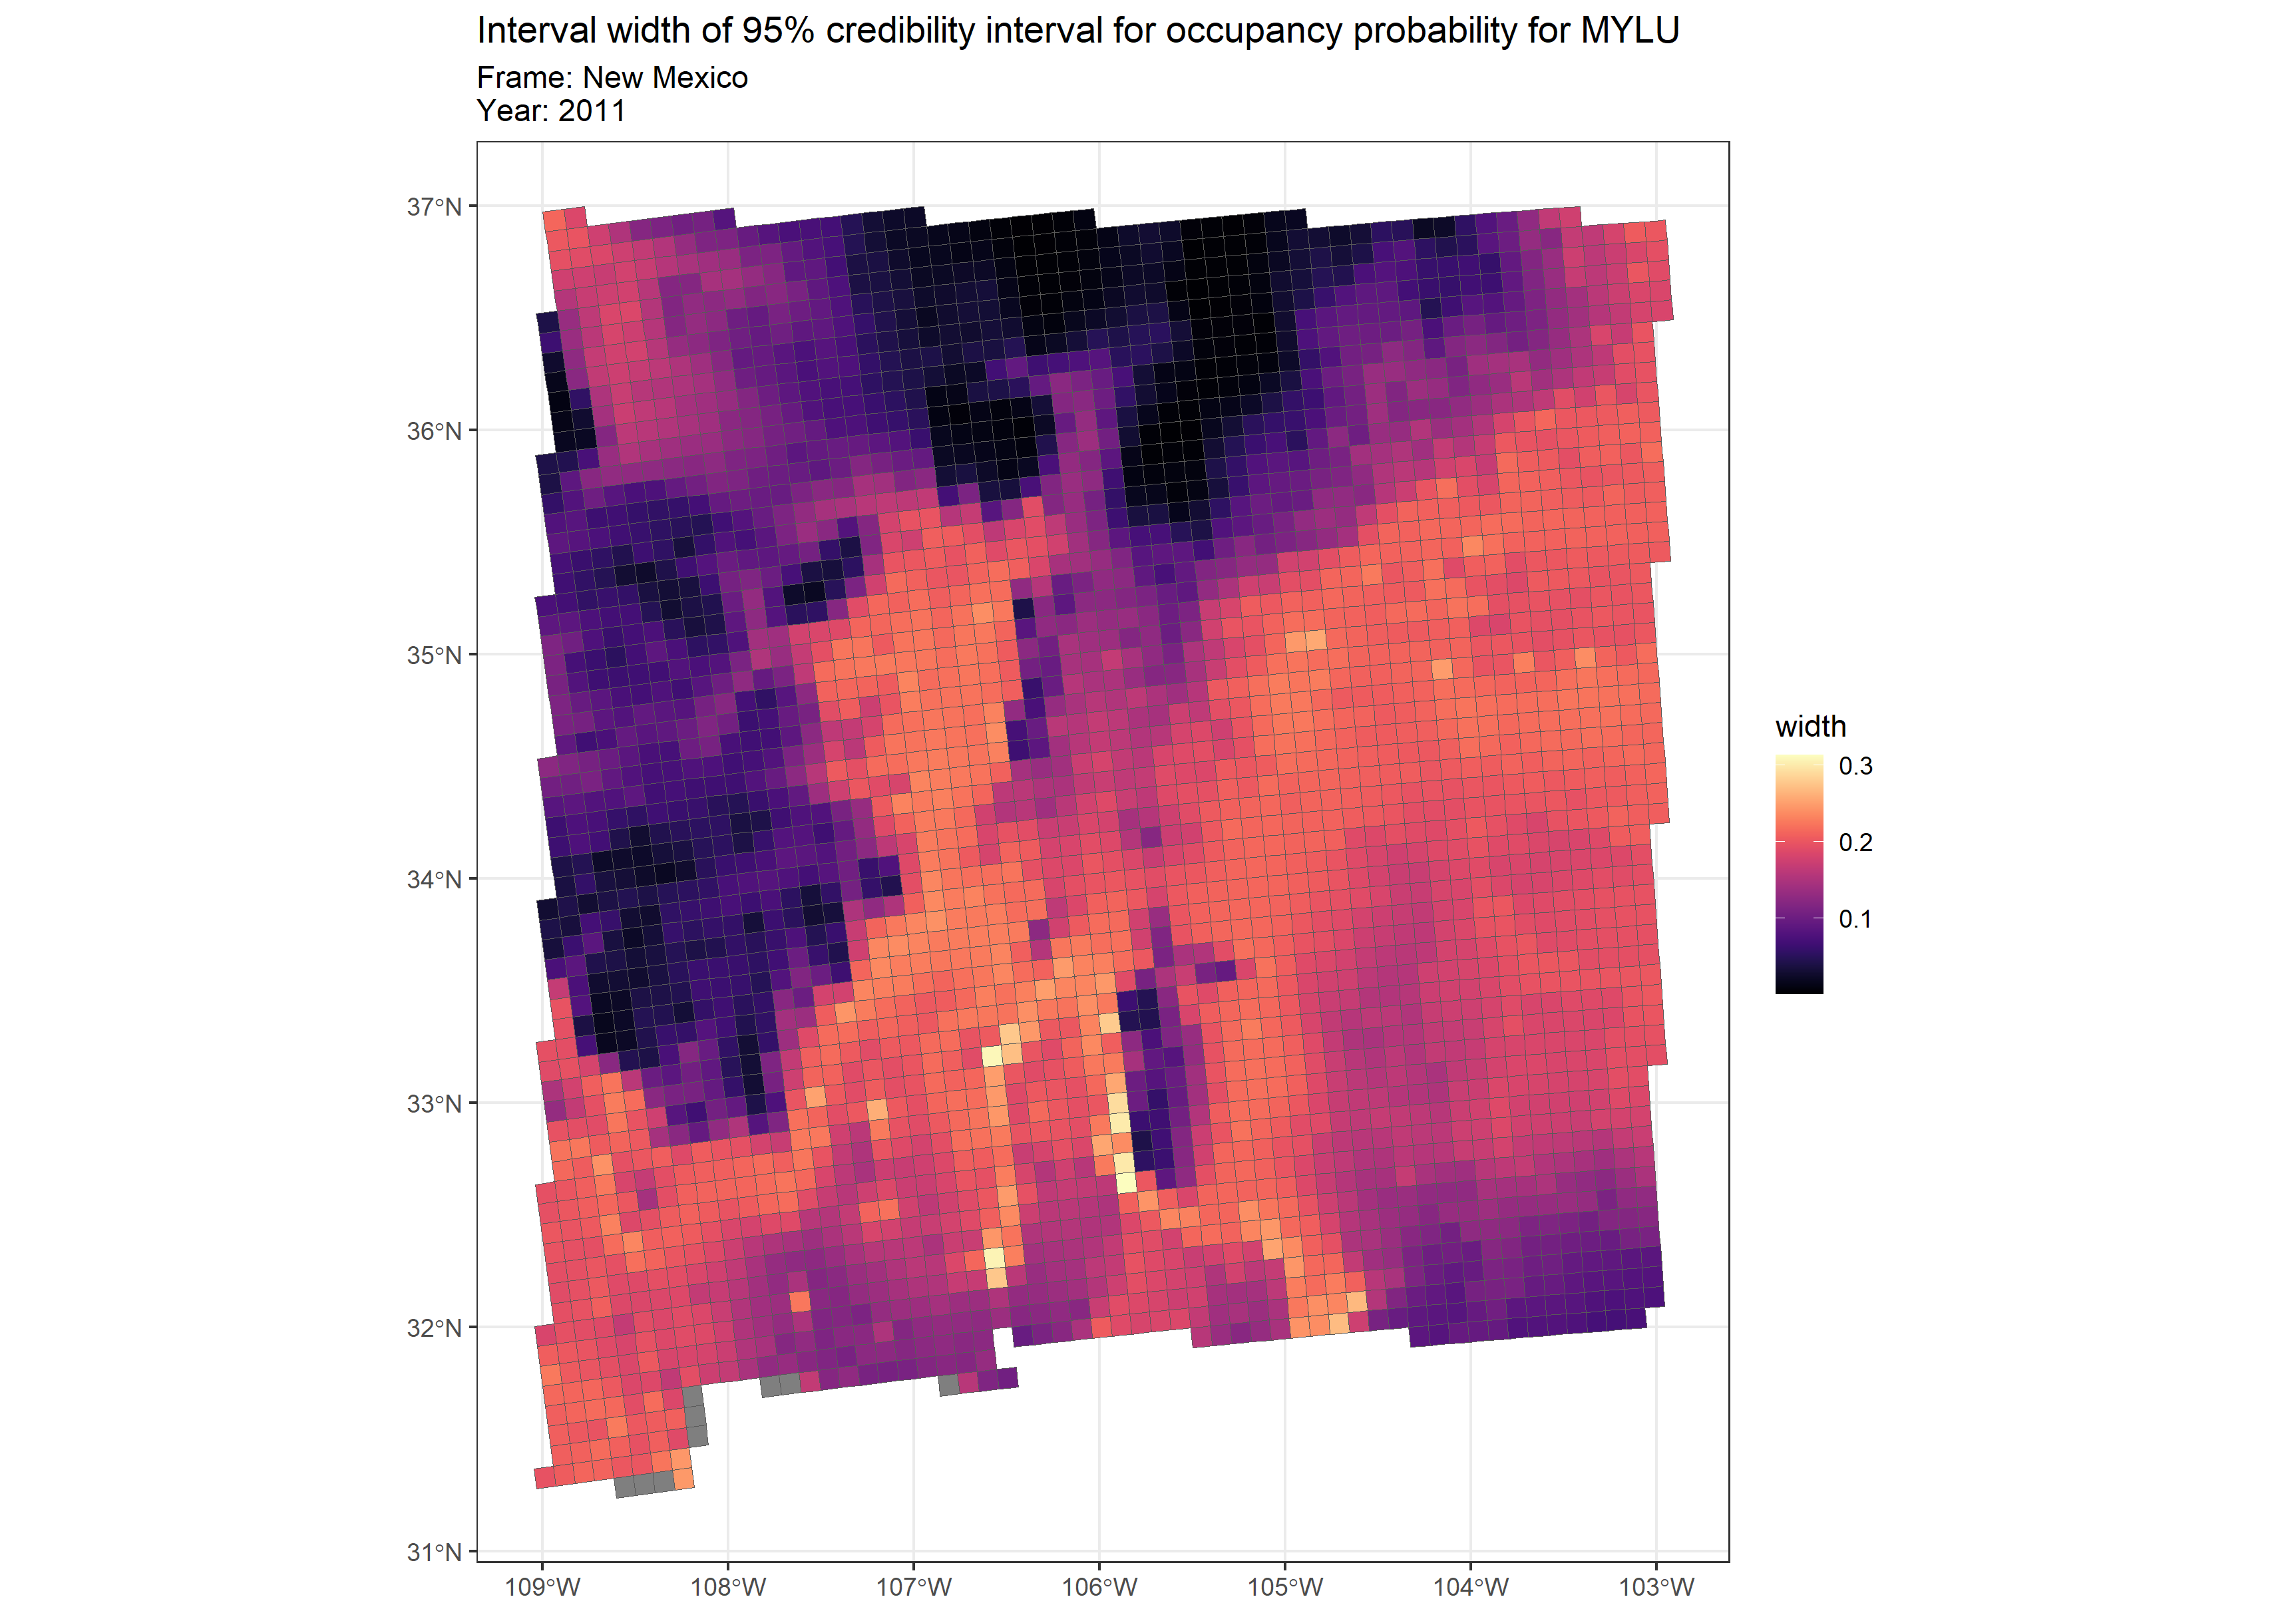 Interval width of 95% credibility interval for occupancy probability for MYLU
Frame: New Mexico
Year: 2011
37°N
36°N
35°N
34°N
33°N
32°N
31°N
109°W
108°W
107°W
106°W
105°W
104°W
103°W
width
0.3
0.2
0.1